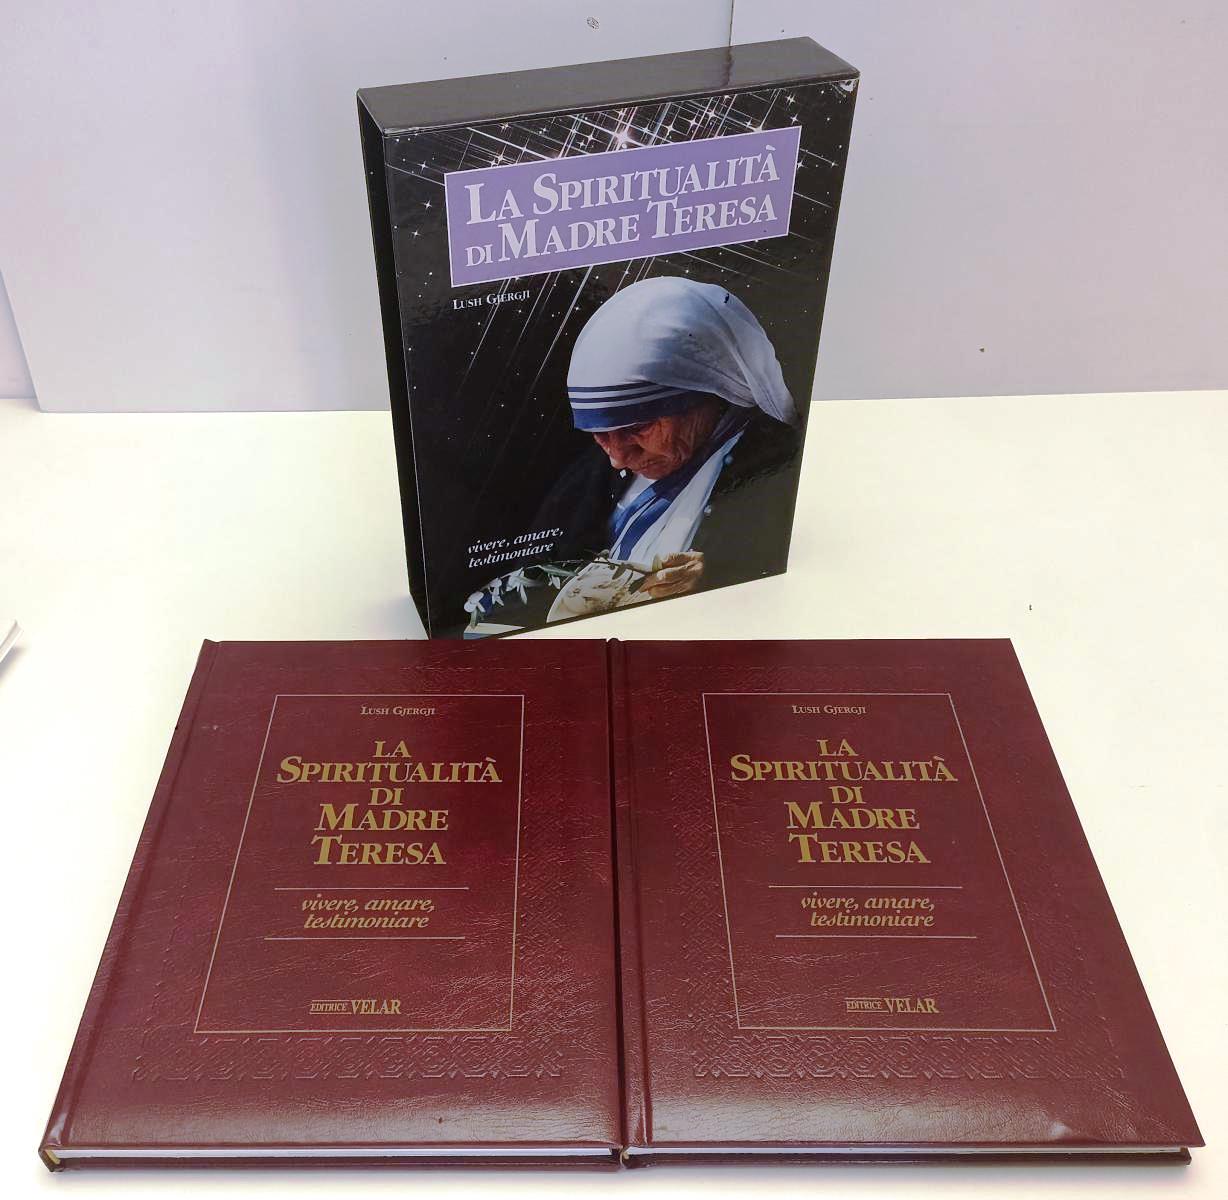 LA SPIRITUALITÀ
DI MADRE TERESA
LUSH GJERGJI
vivere, amare,
testimoniare
LUSH GJERGJI
LA
SPIRITUALITÀ
DI
MADRE
TERESA
vivere, amare,
testimoniare
EDITRICE VELAR
LUSH GJERGJI
LA
SPIRITUALITÀ
DI
MADRE
TERESA
vivere, amare,
testimoniare
EDITRICE VELAR